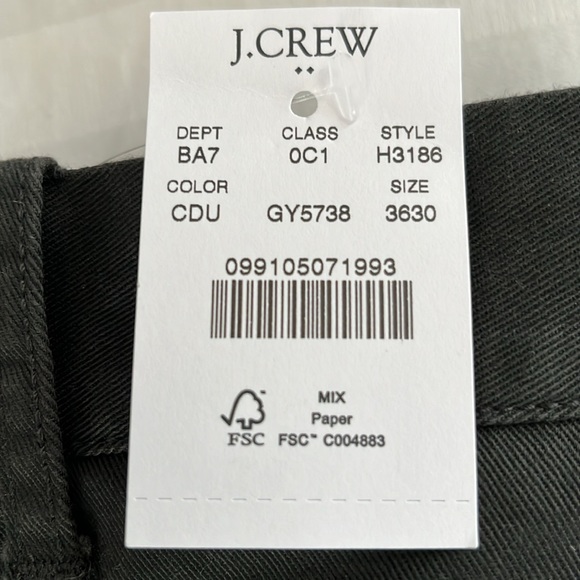 J.CREW
DEPT CLASS STYLE
BA7 0C1 H3186
COLOR SIZE
CDU GY5738 3630
099105071993
MIX
Paper
FSC FSC™ C004883